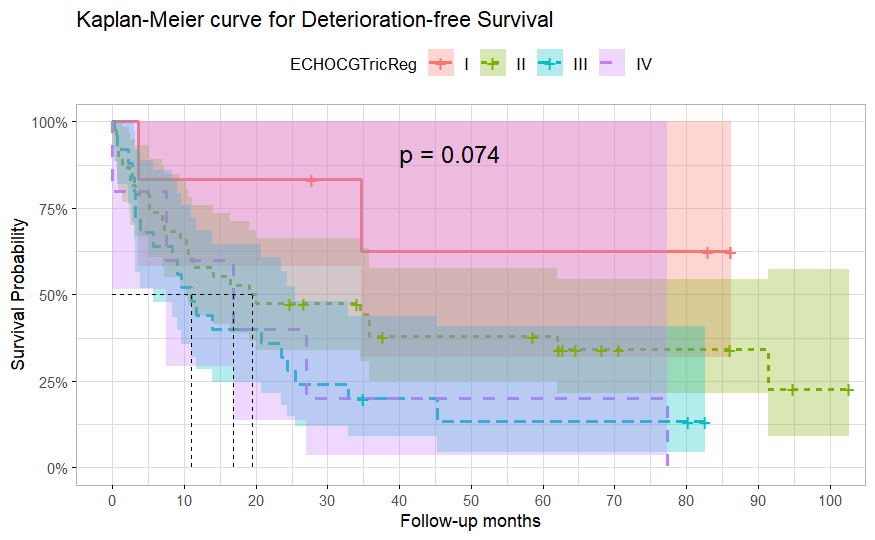 Kaplan-Meier curve for Deterioration-free Survival
ECHOCGTricReg I II III IV
100%
75%
50%
25%
0%
Survival Probability
p = 0.074
0 10 20 30 40 50 60 70 80 90 100
Follow-up months